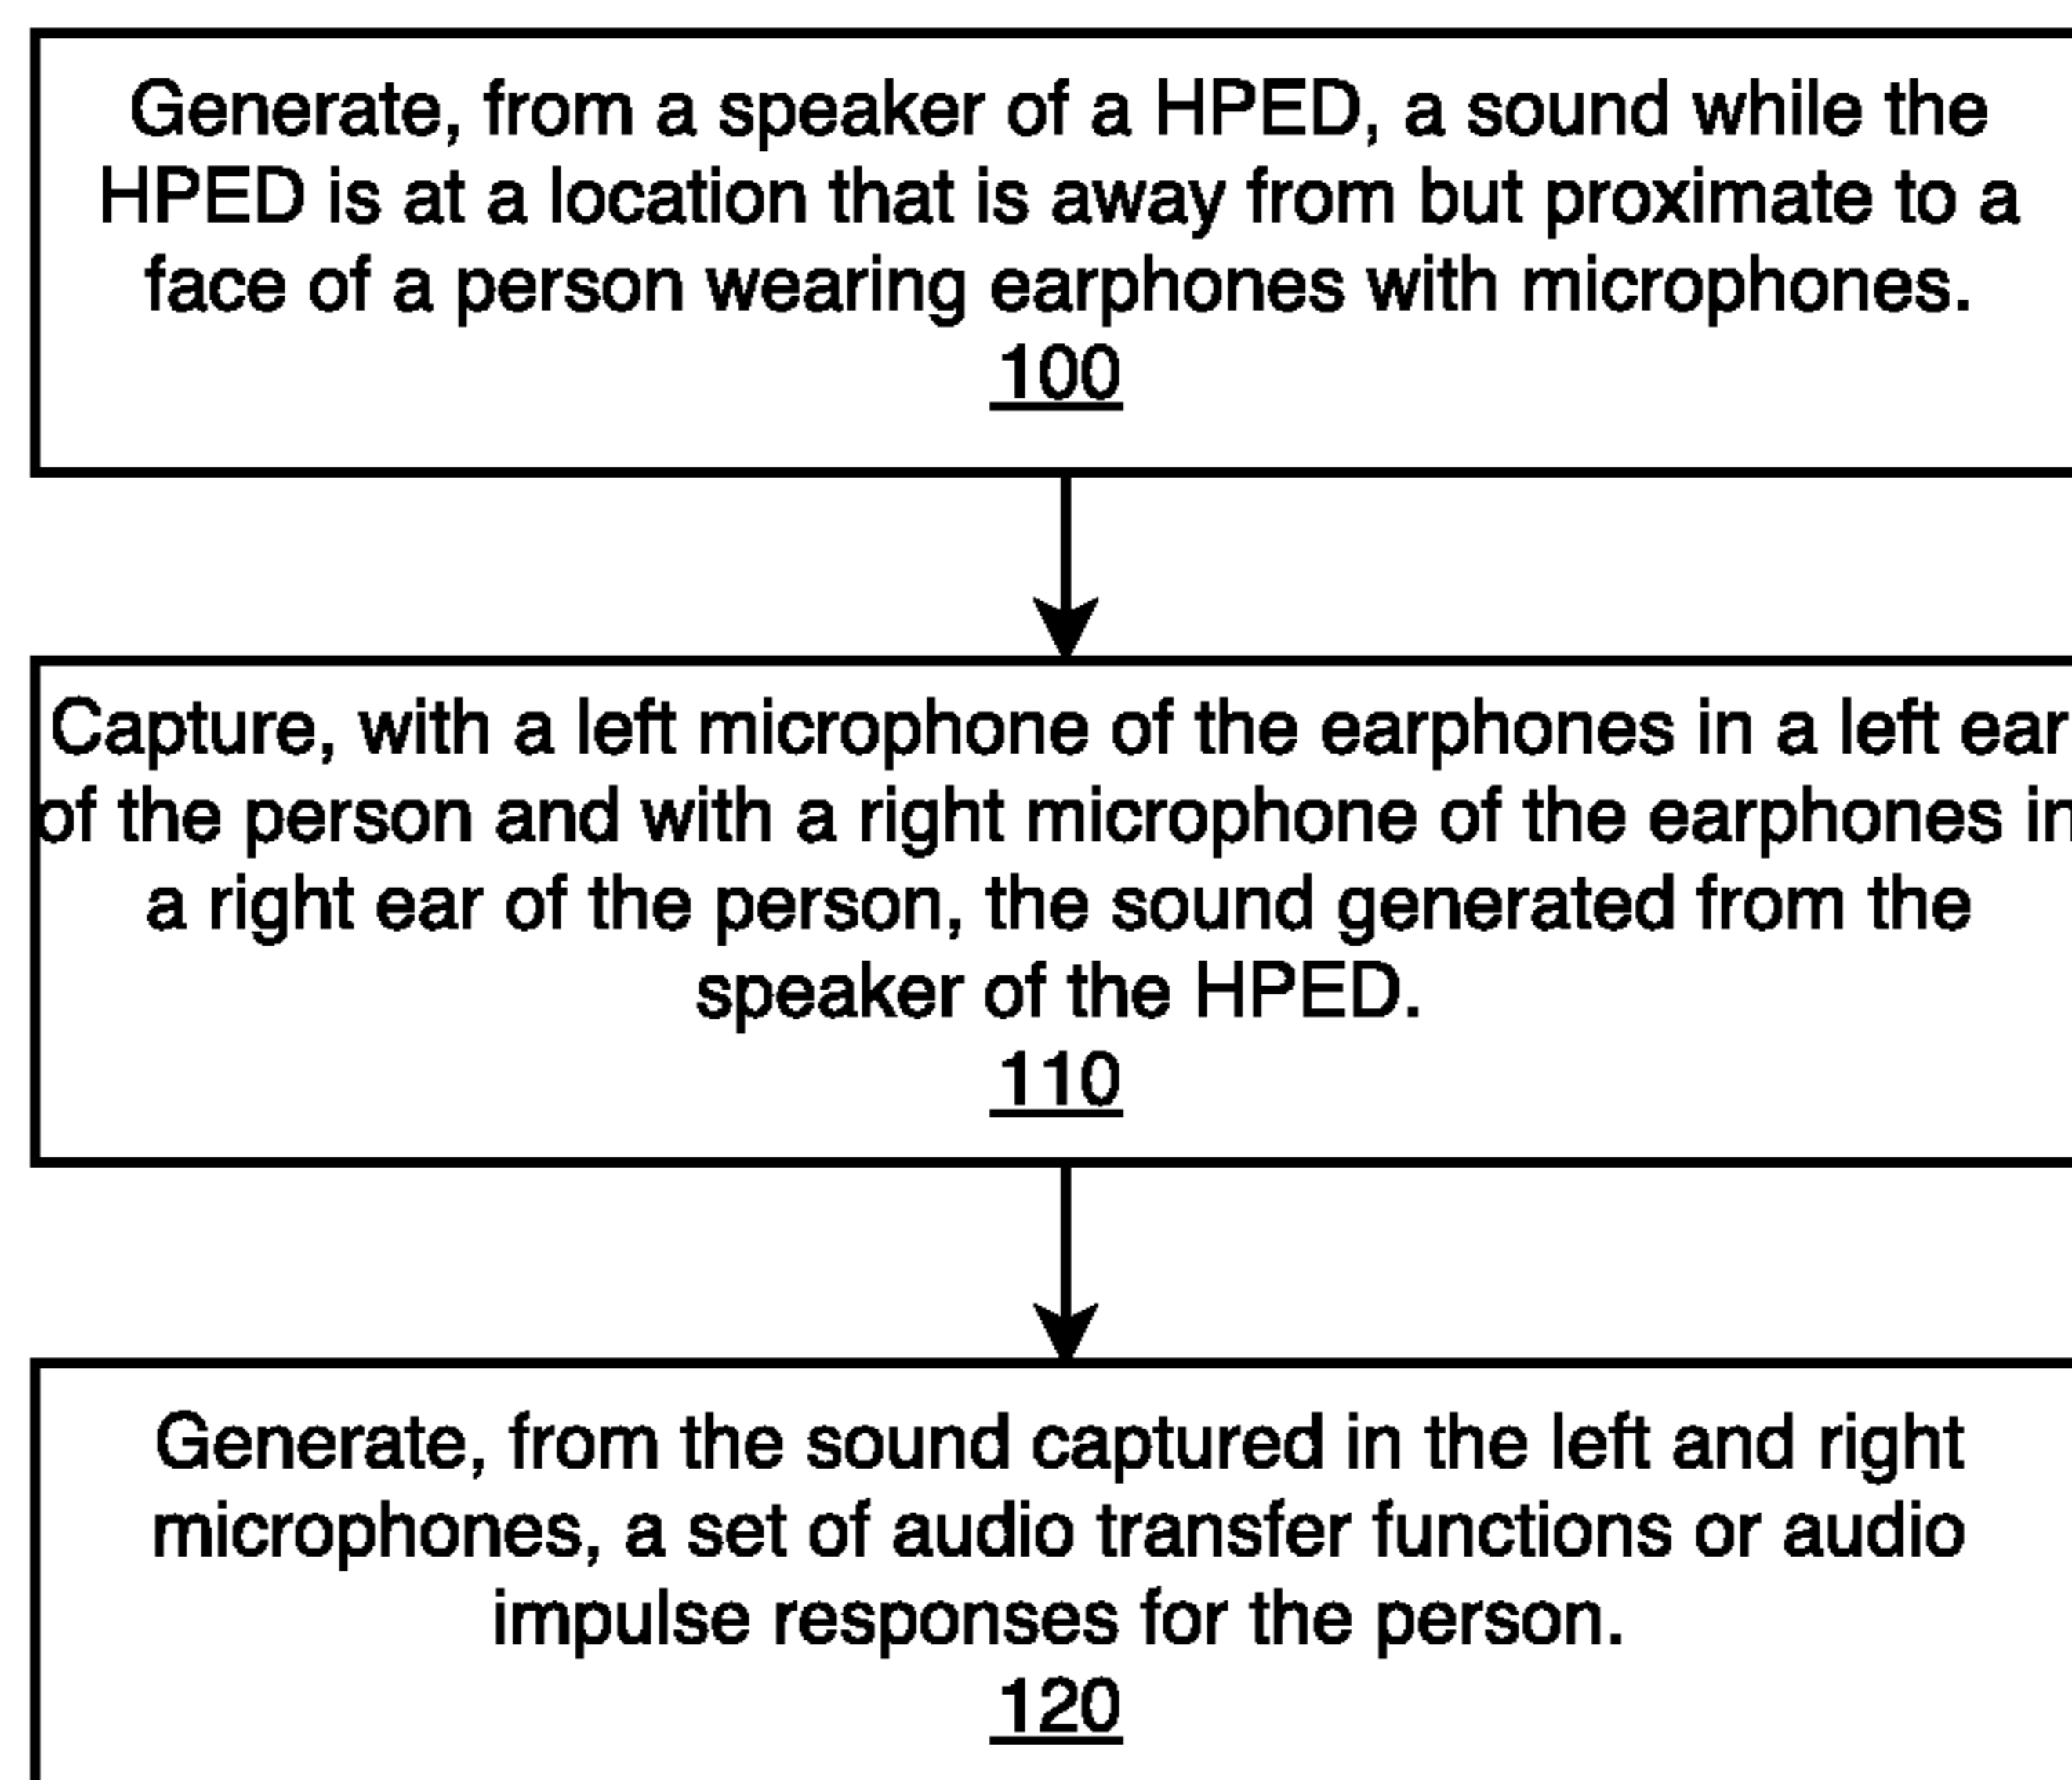 Generate, from a speaker of a HPED, a sound while the
HPED is at a location that is away from but proximate to a
face of a person wearing earphones with microphones.
100
Capture, with a left microphone of the earphones in a left ear
of the person and with a right microphone of the earphones in
a right ear of the person, the sound generated from the
speaker of the HPED.
110
Generate, from the sound captured in the left and right
microphones, a set of audio transfer functions or audio
impulse responses for the person.
120